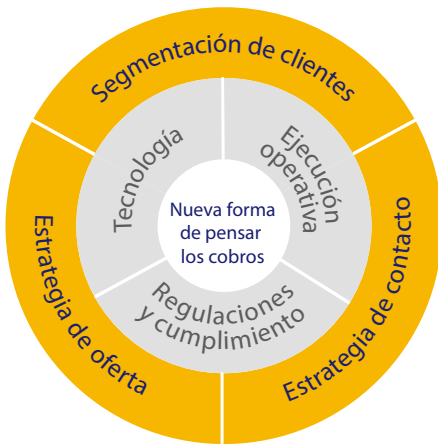 Segmentación de clientes
Tecnología
Ejecución
operativa
Nueva forma
de pensar
los cobros
Regulaciones
y cumplimiento
Estrategia de oferta
Estrategia de contacto